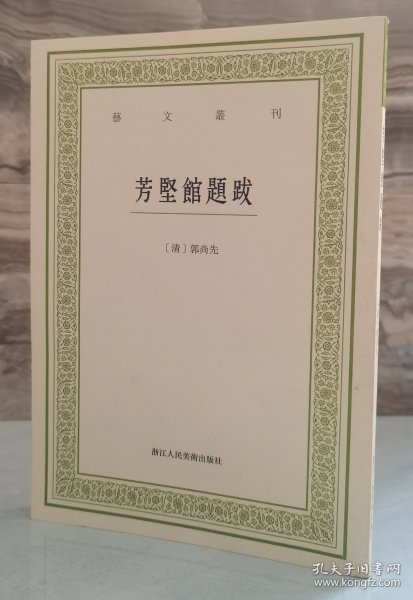 藝文叢刊
芳堅館題跋
〔清〕郭尚先
浙江人民美術出版社
孔夫子旧书网
www.kongfz.com